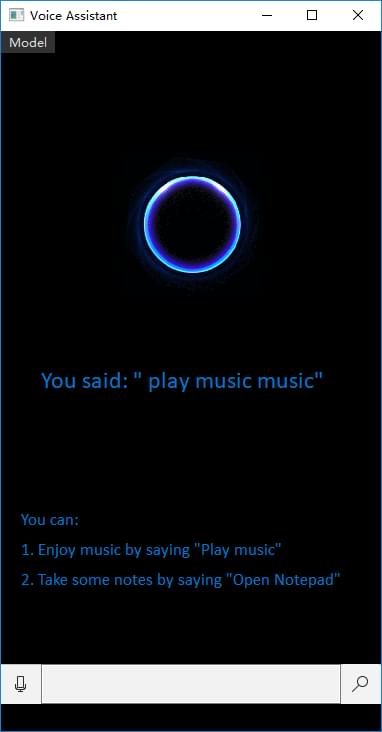 Voice Assistant
Model
You said: " play music music"
You can:
1. Enjoy music by saying "Play music"
2. Take some notes by saying "Open Notepad"